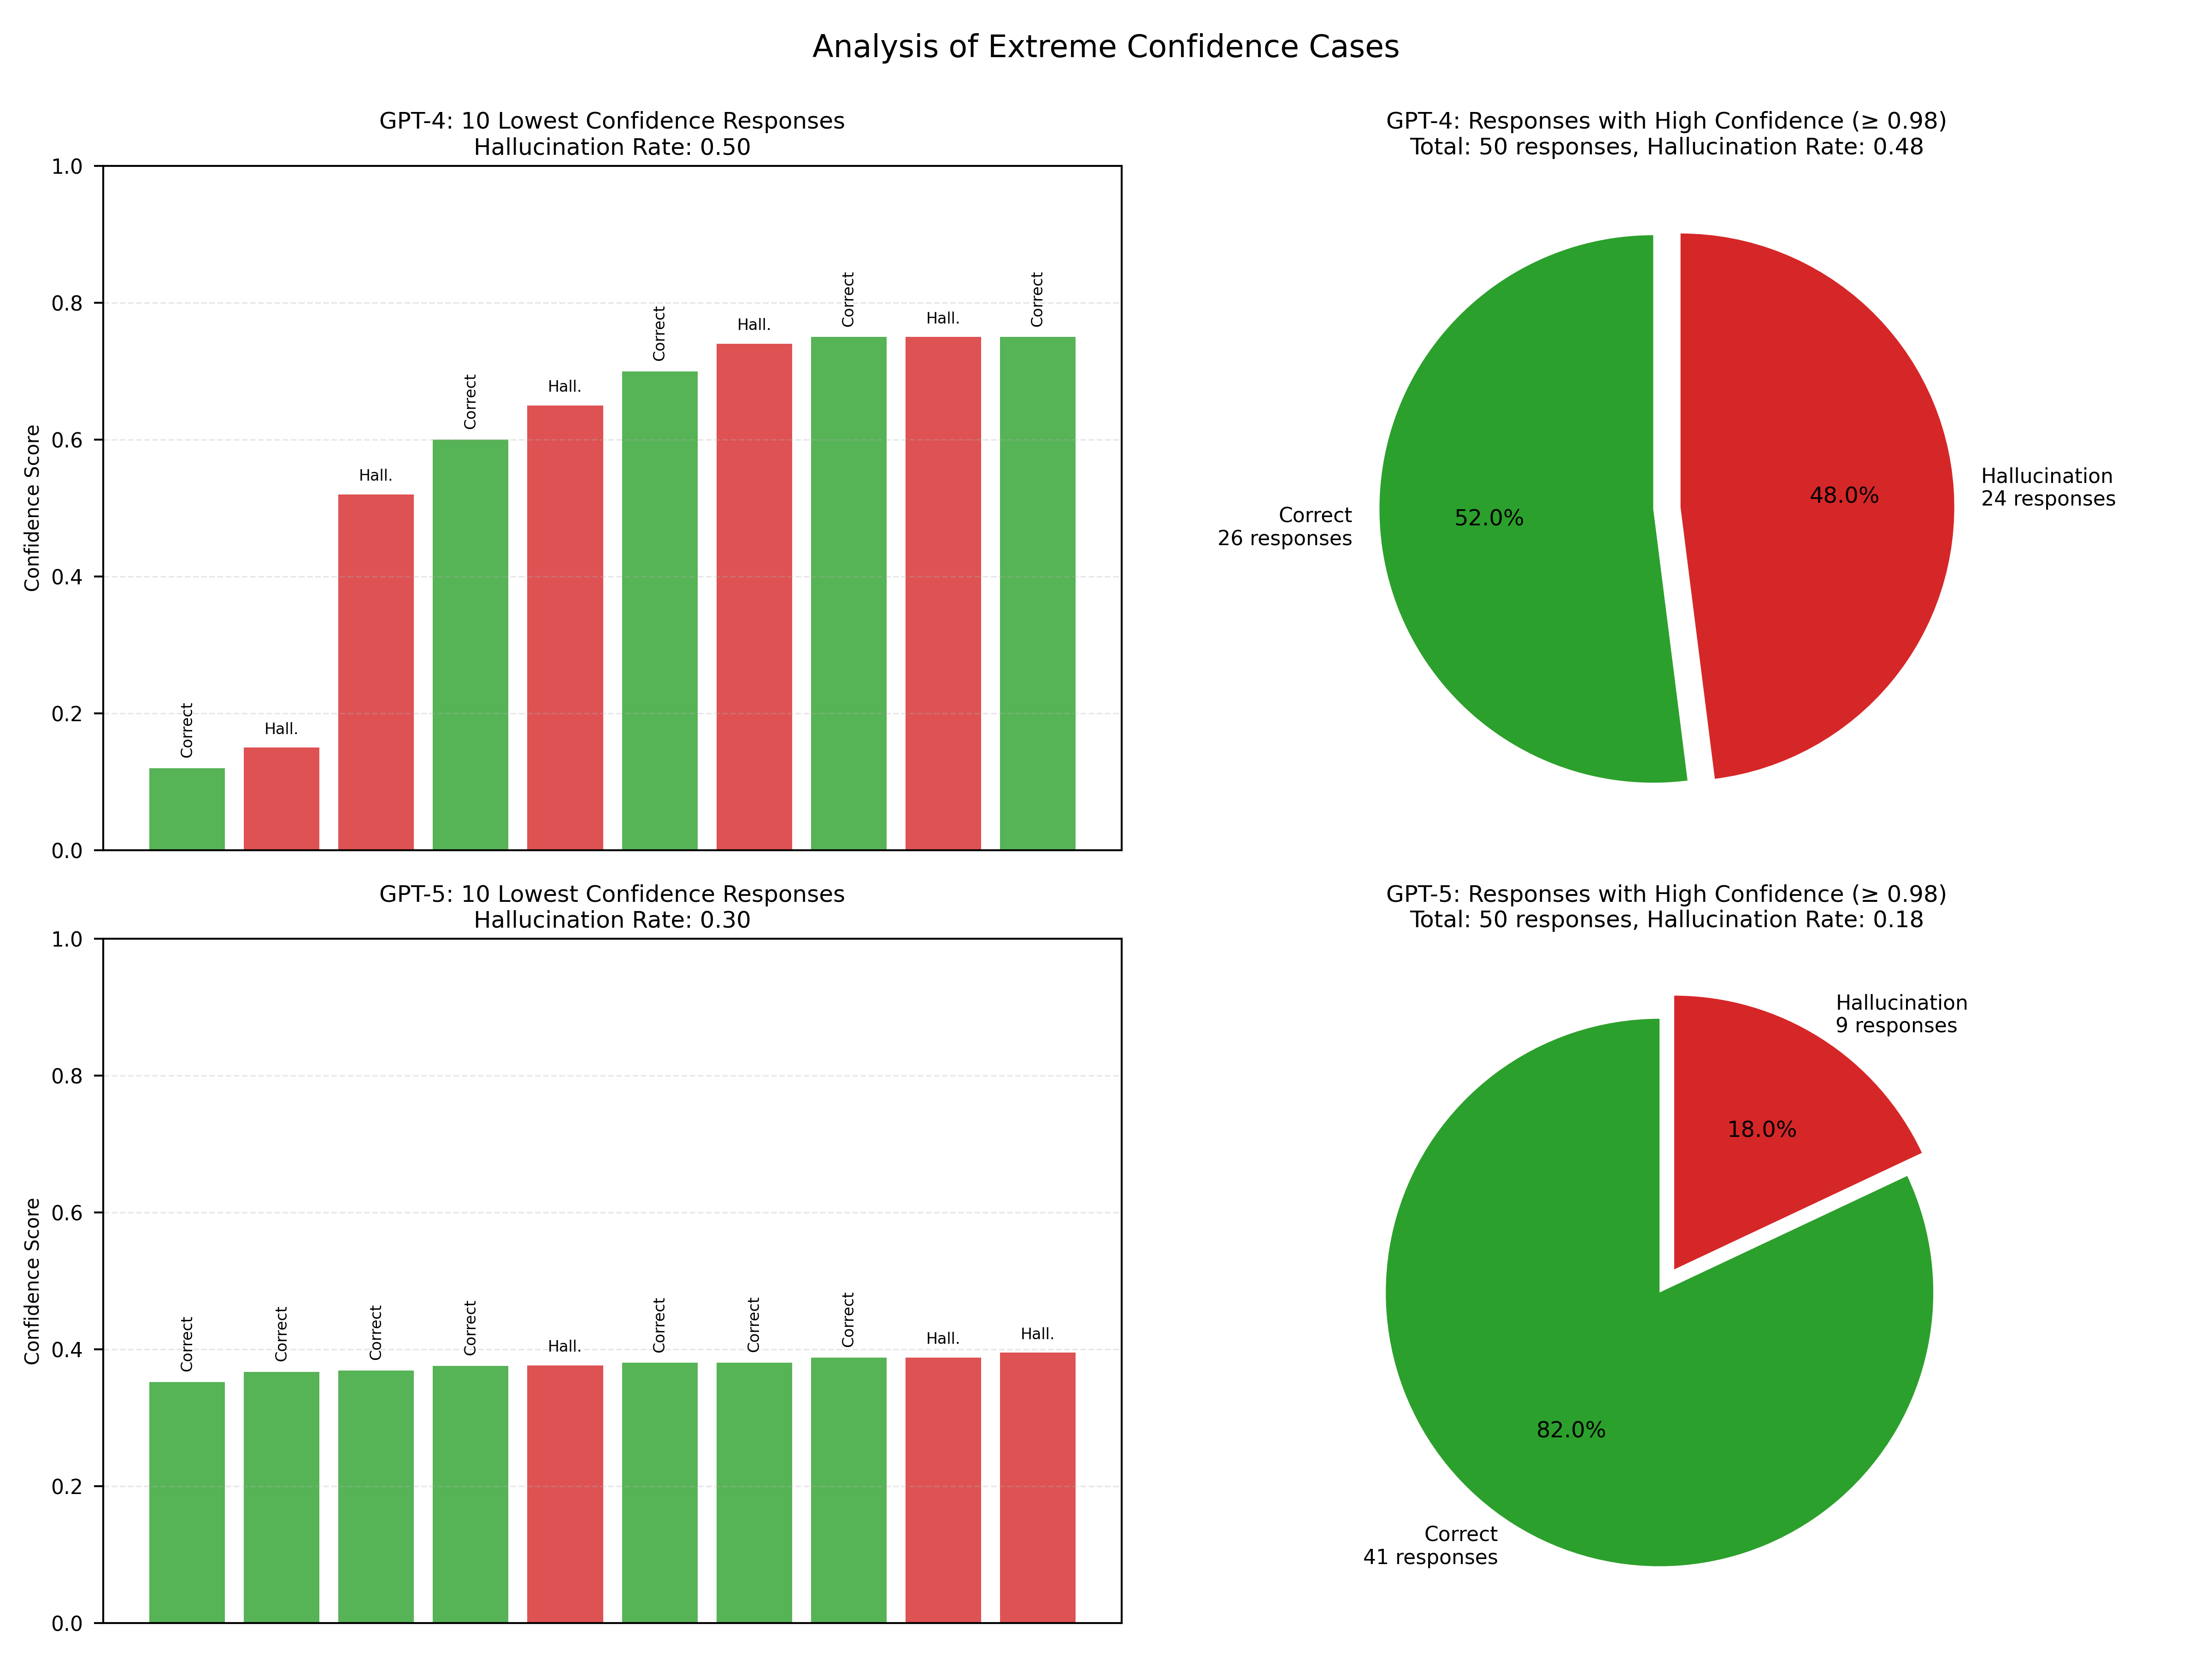 Analysis of Extreme Confidence Cases
GPT-4: 10 Lowest Confidence Responses
Hallucination Rate: 0.50
Confidence Score
1.0
0.8
0.6
0.4
0.2
0.0
Correct
Hall.
Hall.
Correct
Hall.
Correct
Hall.
Correct
Hall.
Correct
GPT-4: Responses with High Confidence (≥ 0.98)
Total: 50 responses, Hallucination Rate: 0.48
Correct
26 responses
52.0%
48.0%
Hallucination
24 responses
GPT-5: 10 Lowest Confidence Responses
Hallucination Rate: 0.30
Confidence Score
1.0
0.8
0.6
0.4
0.2
0.0
Correct
Correct
Correct
Correct
Hall.
Correct
Correct
Correct
Hall.
Hall.
GPT-5: Responses with High Confidence (≥ 0.98)
Total: 50 responses, Hallucination Rate: 0.18
Hallucination
9 responses
18.0%
82.0%
Correct
41 responses